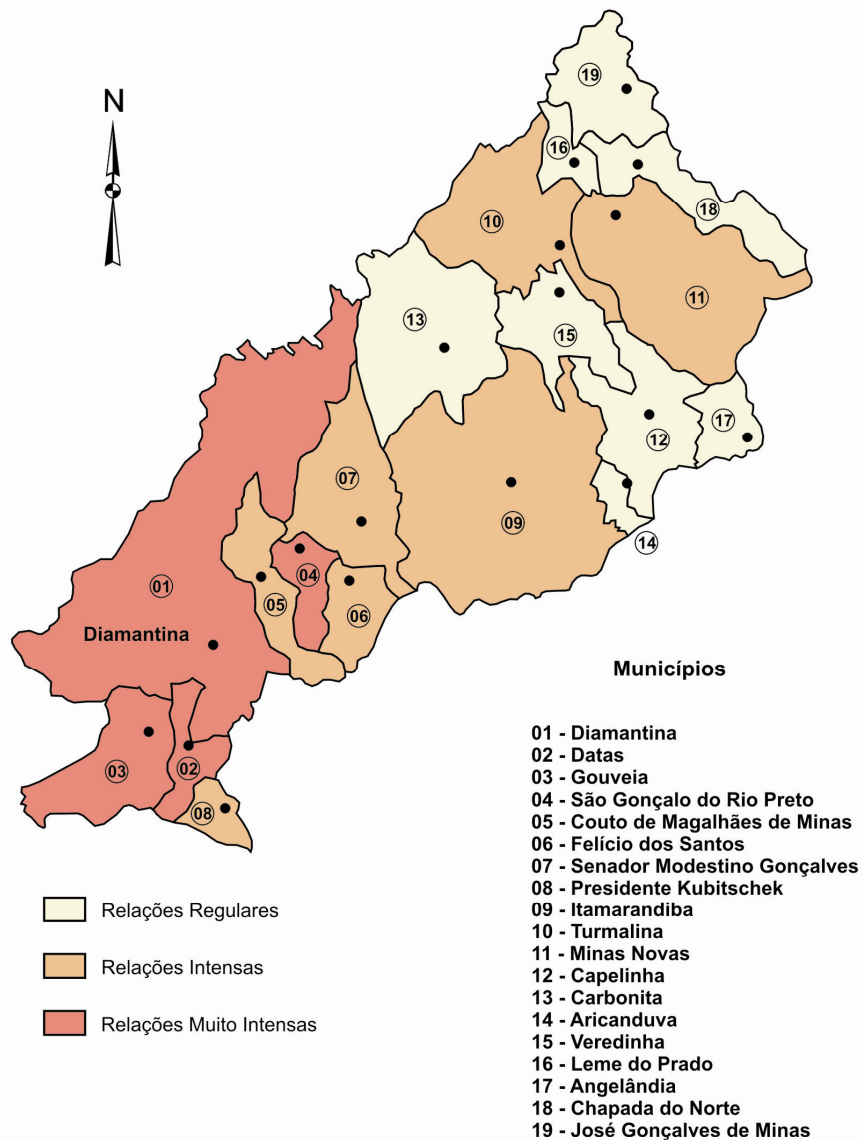 N
19
16
18
10
11
13
15
17
12
07
09
14
04
01
05
06
Diamantina
03
02
08
Municípios
01 - Diamantina
02 - Datas
03 - Gouveia
04 - São Gonçalo do Rio Preto
05 - Couto de Magalhães de Minas
06 - Felício dos Santos
07 - Senador Modestino Gonçalves
08 - Presidente Kubitschek
09 - Itamarandiba
10 - Turmalina
11 - Minas Novas
12 - Capelinha
13 - Carbonita
14 - Aricanduva
15 - Veredinha
16 - Leme do Prado
17 - Angelândia
18 - Chapada do Norte
19 - José Gonçalves de Minas
Relações Regulares
Relações Intensas
Relações Muito Intensas